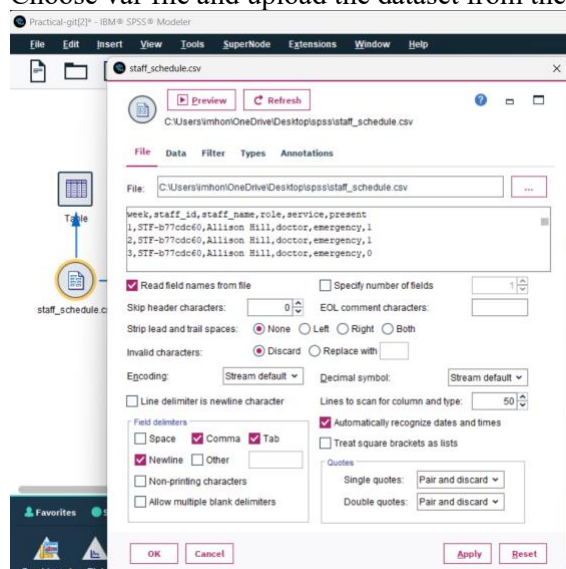 Choose Var file and upload the dataset from the
Practical-git[2]* - IBM® SPSS® Modeler
File Edit Insert View Tools SuperNode Extensions Window Help
staff_schedule.csv
Preview Refresh
C:\Users\imhon\OneDrive\Desktop\spss\staff_schedule.csv
File Data Filter Types Annotations
File: C:\Users\imhon\OneDrive\Desktop\spss\staff_schedule.csv ...
week,staff_id,staff_name,role,service,present
1,STF-b77cdc60,Allison Hill,doctor,emergency,1
2,STF-b77cdc60,Allison Hill,doctor,emergency,1
3,STF-b77cdc60,Allison Hill,doctor,emergency,0
Table
staff_schedule.c
Read field names from file Specify number of fields 1
Skip header characters: 0 EOL comment characters:
Strip lead and trail spaces: None Left Right Both
Invalid characters: Discard Replace with
Encoding: Stream default Decimal symbol: Stream default
Line delimiter is newline character Lines to scan for column and type: 50
Field delimiters Automatically recognize dates and times
Space Comma Tab Treat square brackets as lists
Newline Other Quotes
Non-printing characters Single quotes: Pair and discard
Allow multiple blank delimiters Double quotes: Pair and discard
Favorites
OK Cancel Apply Reset